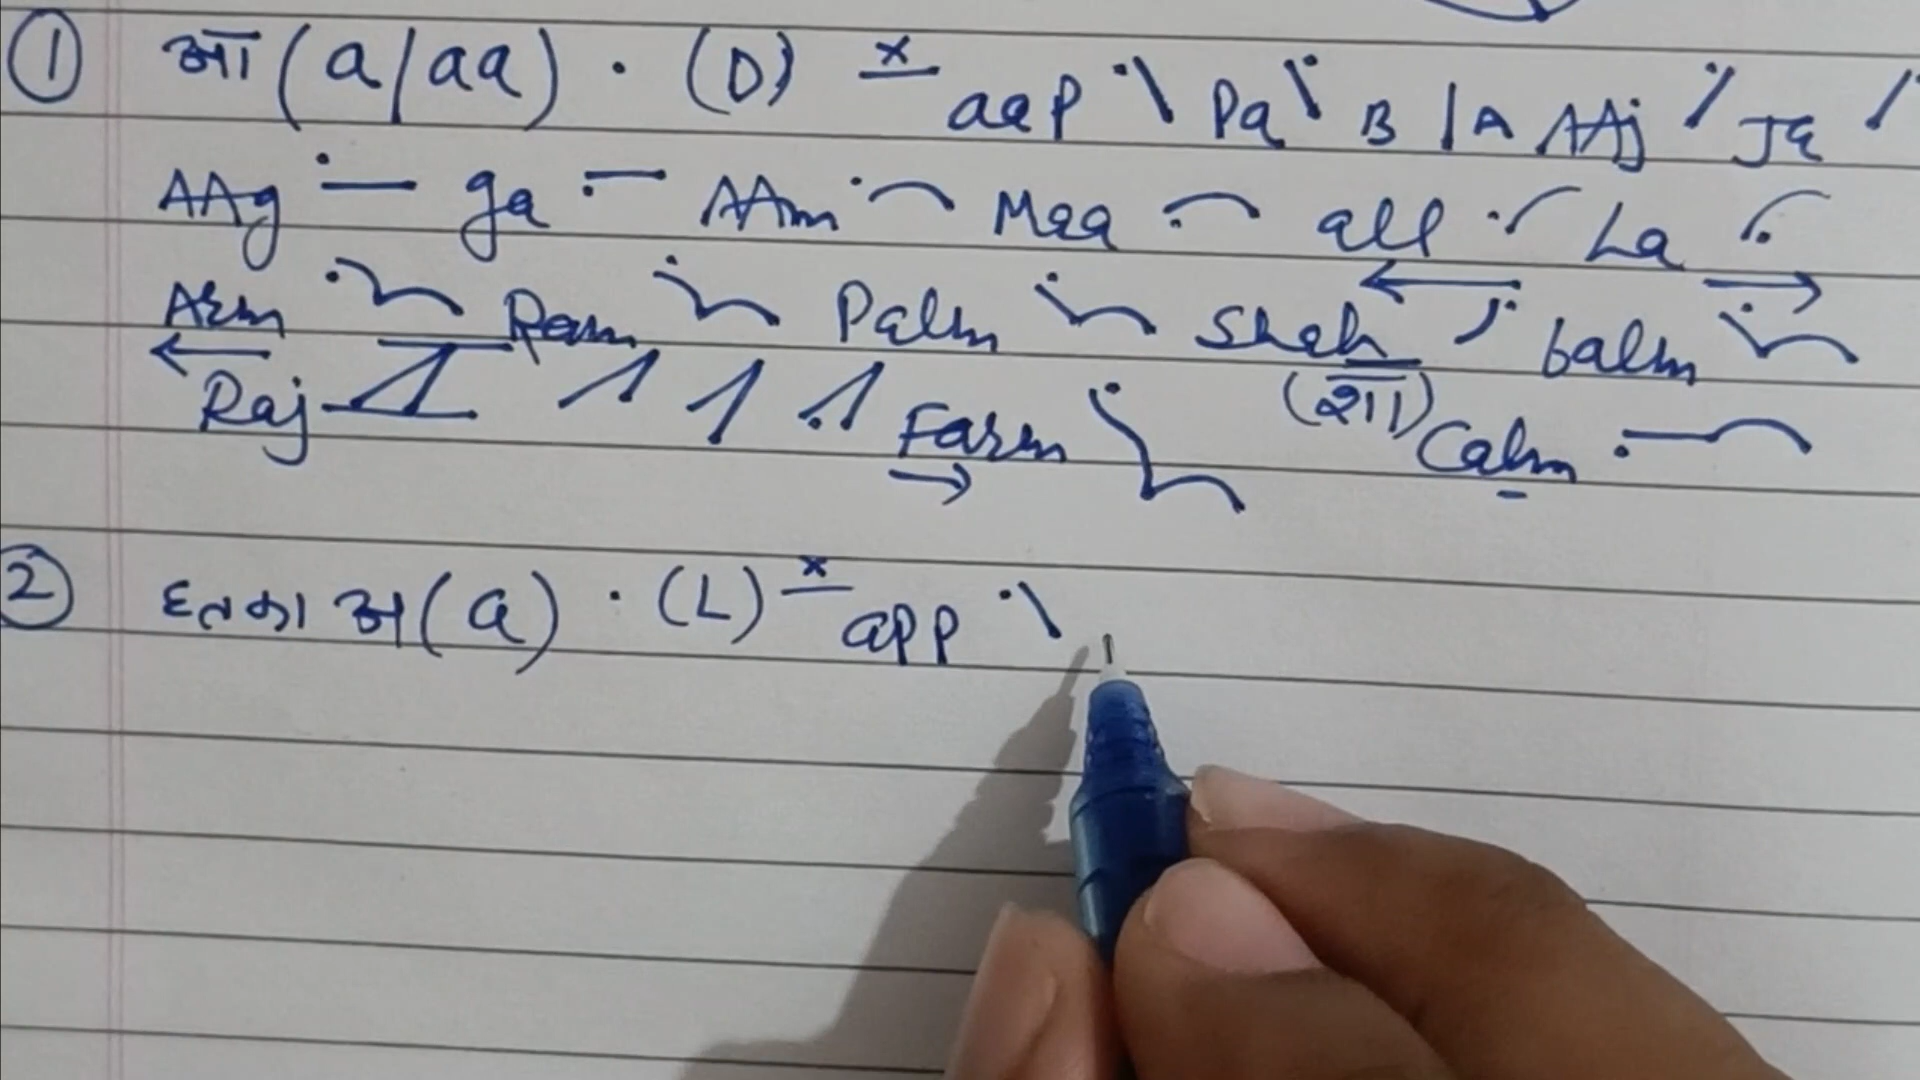 ① आ (a/aa) · (D) × aap Pa B A AAj Ja
AAg ga AAm Maa all La
Arm Ram Palm Shah balm
Raj Farm (शा) Calm
② हल्का अ (a) · (L) × app